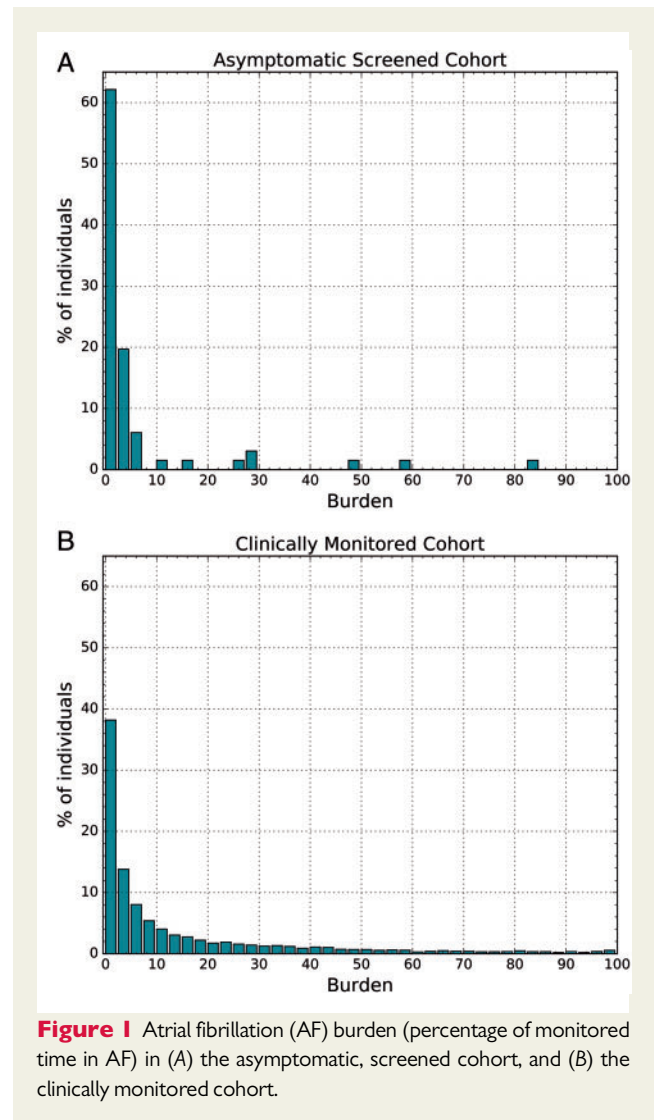 A
Asymptomatic Screened Cohort
% of individuals
60
50
40
30
20
10
0
0 10 20 30 40 50 60 70 80 90 100
Burden
B
Clinically Monitored Cohort
% of individuals
60
50
40
30
20
10
0
0 10 20 30 40 50 60 70 80 90 100
Burden
Figure 1 Atrial fibrillation (AF) burden (percentage of monitored
time in AF) in (A) the asymptomatic, screened cohort, and (B) the
clinically monitored cohort.